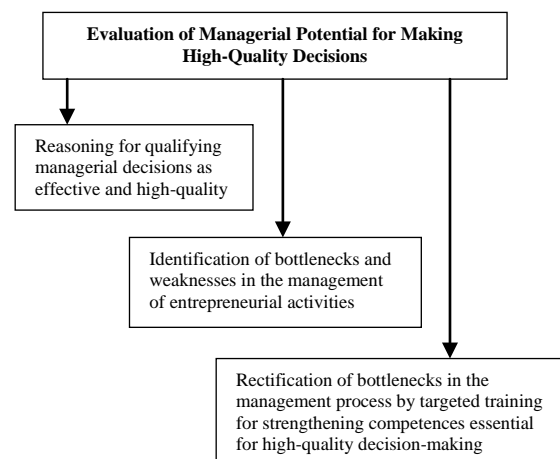 Evaluation of Managerial Potential for Making
High-Quality Decisions
Reasoning for qualifying
managerial decisions as
effective and high-quality
Identification of bottlenecks and
weaknesses in the management
of entrepreneurial activities
Rectification of bottlenecks in the
management process by targeted training
for strengthening competences essential
for high-quality decision-making